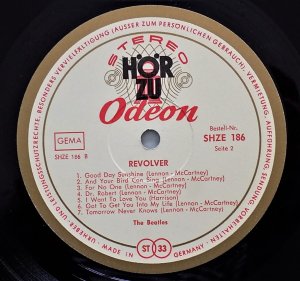 URHEBER- UND LEISTUNGSSCHUTZRECHTE, BESONDERS VERVIELFÄLTIGUNG (AUSSER ZUM PERSÖNLICHEN GEBRAUCH), VERMIETUNG, AUFFÜHRUNG, SENDUNG, VORBEHALTEN
STEREO
HÖR
ZU
Odeon
GEMA
SHZE 186 B
Bestell-Nr.
SHZE 186
Seite 2
REVOLVER
1. Good Day Sunshine (Lennon - McCartney)
2. And Your Bird Can Sing (Lennon - McCartney)
3. For No One (Lennon - McCartney)
4. Dr. Robert (Lennon - McCartney)
5. I Want To Love You (Harrison)
6. Got To Get You Into My Life (Lennon - McCartney)
7. Tomorrow Never Knows (Lennon - McCartney)
The Beatles
MADE IN
ST 33
GERMANY